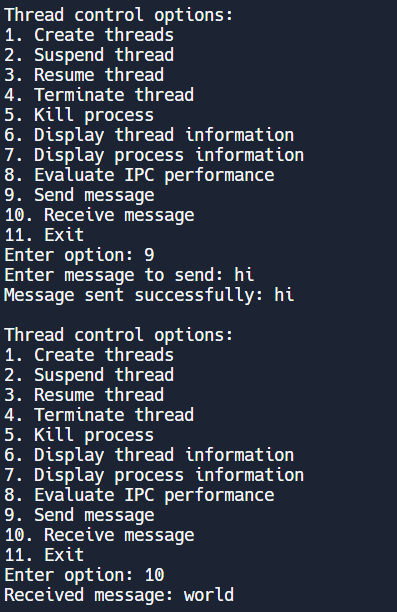 Thread control options:
1. Create threads
2. Suspend thread
3. Resume thread
4. Terminate thread
5. Kill process
6. Display thread information
7. Display process information
8. Evaluate IPC performance
9. Send message
10. Receive message
11. Exit
Enter option: 9
Enter message to send: hi
Message sent successfully: hi

Thread control options:
1. Create threads
2. Suspend thread
3. Resume thread
4. Terminate thread
5. Kill process
6. Display thread information
7. Display process information
8. Evaluate IPC performance
9. Send message
10. Receive message
11. Exit
Enter option: 10
Received message: world